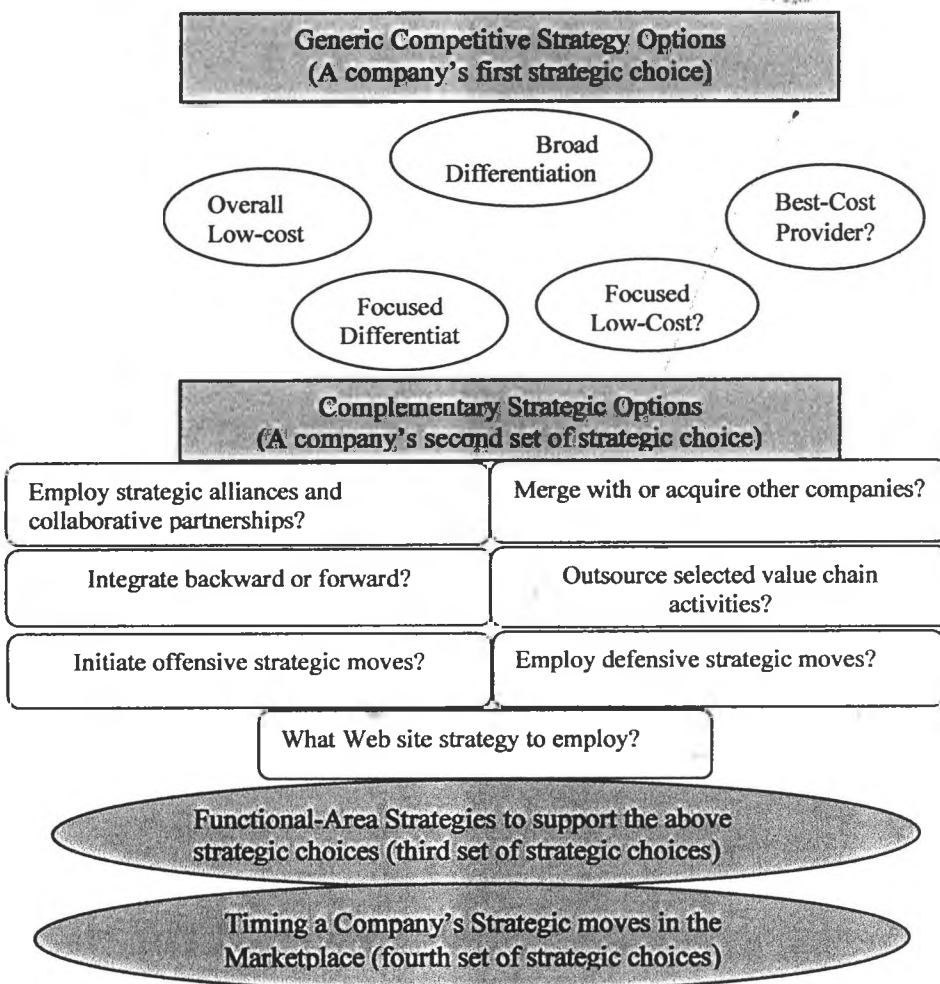 Generic Competitive Strategy Options
(A company's first strategic choice)
Broad
Differentiation
Overall
Low-cost
Best-Cost
Provider?
Focused
Differentiat
Focused
Low-Cost?
Complementary Strategic Options
(A company's second set of strategic choice)
Employ strategic alliances and
collaborative partnerships?
Merge with or acquire other companies?
Integrate backward or forward?
Outsource selected value chain
activities?
Initiate offensive strategic moves?
Employ defensive strategic moves?
What Web site strategy to employ?
Functional-Area Strategies to support the above
strategic choices (third set of strategic choices)
Timing a Company's Strategic moves in the
Marketplace (fourth set of strategic choices)